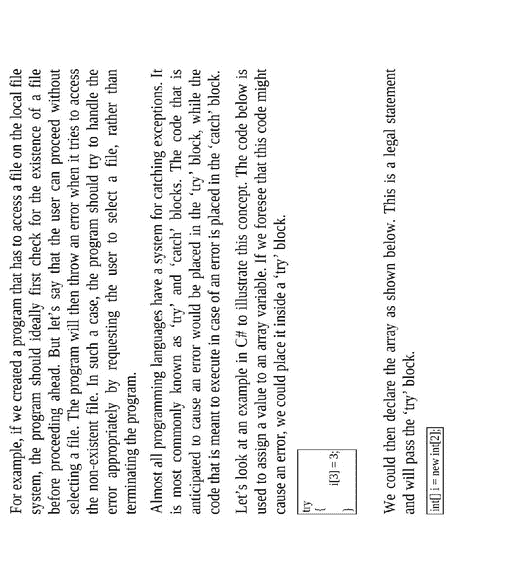 For example, if we created a program that has to access a file on the local file
system, the program should ideally first check for the existence of a file
before proceeding ahead. But let's say that the user can proceed without
selecting a file. The program will then throw an error when it tries to access
the non-existent file. In such a case, the program should try to handle the
error appropriately by requesting the user to select a file, rather than
terminating the program.
Almost all programming languages have a system for catching exceptions. It
is most commonly known as ‘try’ and ‘catch’ blocks. The code that is
anticipated to cause an error would be placed in the ‘try’ block, while the
code that is meant to execute in case of an error is placed in the ‘catch’ block.
Let's look at an example in C# to illustrate this concept. The code below is
used to assign a value to an array variable. If we foresee that this code might
cause an error, we could place it inside a ‘try’ block.
try
{
i[3] = 3;
}
We could then declare the array as shown below. This is a legal statement
and will pass the ‘try’ block.
int[] i = new int[2];